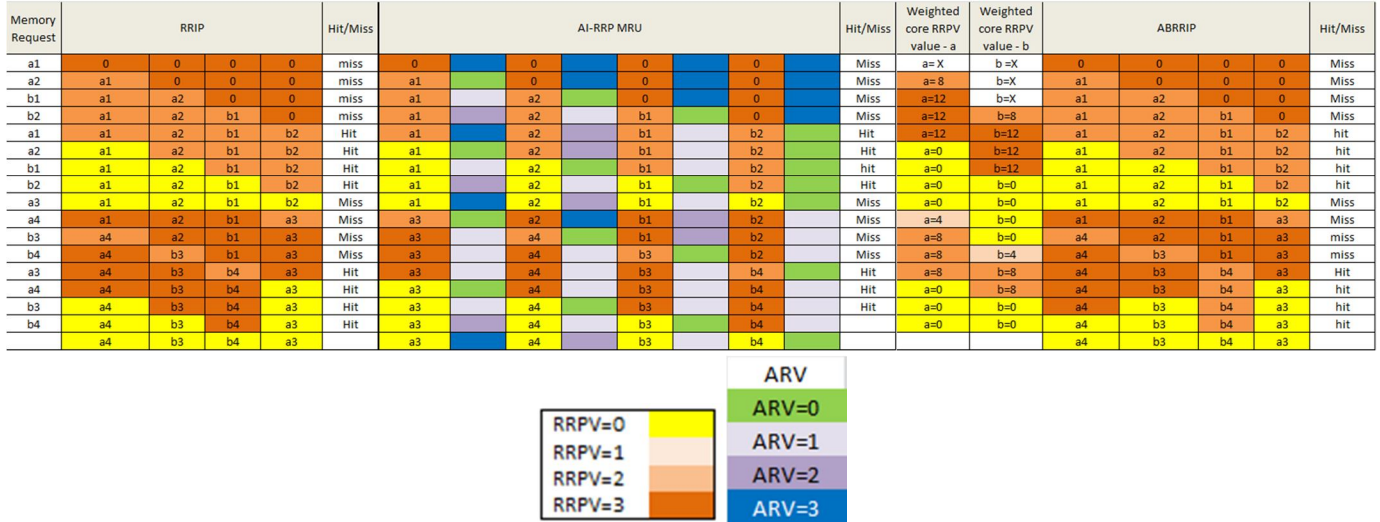 Memory Request RRIP Hit/Miss AI-RRP MRU Hit/Miss Weighted core RRPV value - a Weighted core RRPV value - b ABRRIP Hit/Miss
a1 0 0 0 0 miss 0 0 0 0 Miss a= X b =X 0 0 0 0 Miss
a2 a1 0 0 0 miss a1 0 0 0 Miss a= 8 b=X a1 0 0 0 Miss
b1 a1 a2 0 0 miss a1 a2 0 0 Miss a=12 b=X a1 a2 0 0 Miss
b2 a1 a2 b1 0 miss a1 a2 b1 0 Miss a=12 b=8 a1 a2 b1 0 Miss
a1 a1 a2 b1 b2 Hit a1 a2 b1 b2 Hit a=12 b=12 a1 a2 b1 b2 hit
a2 a1 a2 b1 b2 Hit a1 a2 b1 b2 Hit a=0 b=12 a1 a2 b1 b2 hit
b1 a1 a2 b1 b2 Hit a1 a2 b1 b2 hit a=0 b=12 a1 a2 b1 b2 hit
b2 a1 a2 b1 b2 Hit a1 a2 b1 b2 Hit a=0 b=0 a1 a2 b1 b2 hit
a3 a1 a2 b1 b2 Miss a1 a2 b1 b2 Miss a=0 b=0 a1 a2 b1 b2 Miss
a4 a1 a2 b1 a3 Miss a3 a2 b1 b2 Miss a=4 b=0 a1 a2 b1 a3 Miss
b3 a4 a2 b1 a3 Miss a3 a4 b1 b2 Miss a=8 b=0 a4 a2 b1 a3 miss
b4 a4 b3 b1 a3 Miss a3 a4 b3 b2 Miss a=8 b=4 a4 b3 b1 a3 miss
a3 a4 b3 b4 a3 Hit a3 a4 b3 b4 Hit a=8 b=8 a4 b3 b4 a3 Hit
a4 a4 b3 b4 a3 Hit a3 a4 b3 b4 Hit a=0 b=8 a4 b3 b4 a3 hit
b3 a4 b3 b4 a3 Hit a3 a4 b3 b4 Hit a=0 b=0 a4 b3 b4 a3 hit
b4 a4 b3 b4 a3 Hit a3 a4 b3 b4 a=0 b=0 a4 b3 b4 a3 hit
a4 b3 b4 a3 a3 a4 b3 b4 a4 b3 b4 a3
RRPV=0
RRPV=1
RRPV=2
RRPV=3
ARV
ARV=0
ARV=1
ARV=2
ARV=3